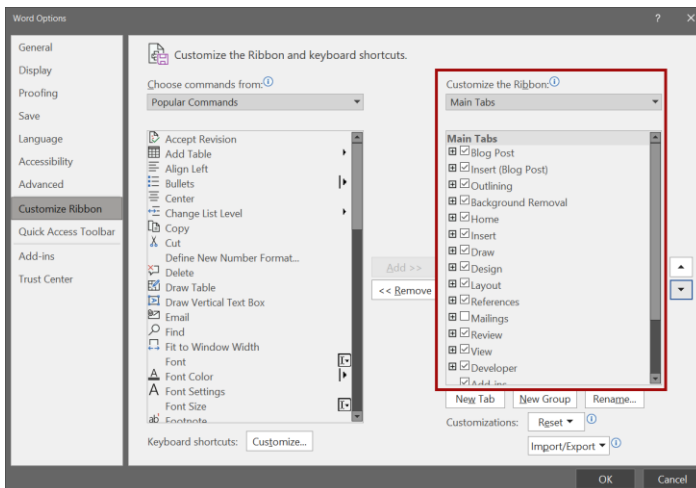 Word Options
?
General
Display
Proofing
Save
Language
Accessibility
Advanced
Customize Ribbon
Quick Access Toolbar
Add-ins
Trust Center
Customize the Ribbon and keyboard shortcuts.
Choose commands from:
Popular Commands
Accept Revision
Add Table
Align Left
Bullets
Center
Change List Level
Copy
Cut
Define New Number Format...
Delete
Draw Table
Draw Vertical Text Box
Email
Find
Fit to Window Width
Font
Font Color
Font Settings
Font Size
Footnote
Keyboard shortcuts: Customize...
Add >>
<< Remove
Customize the Ribbon:
Main Tabs
Main Tabs
Blog Post
Insert (Blog Post)
Outlining
Background Removal
Home
Insert
Draw
Design
Layout
References
Mailings
Review
View
Developer
Add-ins
New Tab New Group Rename...
Customizations: Reset
Import/Export
OK Cancel